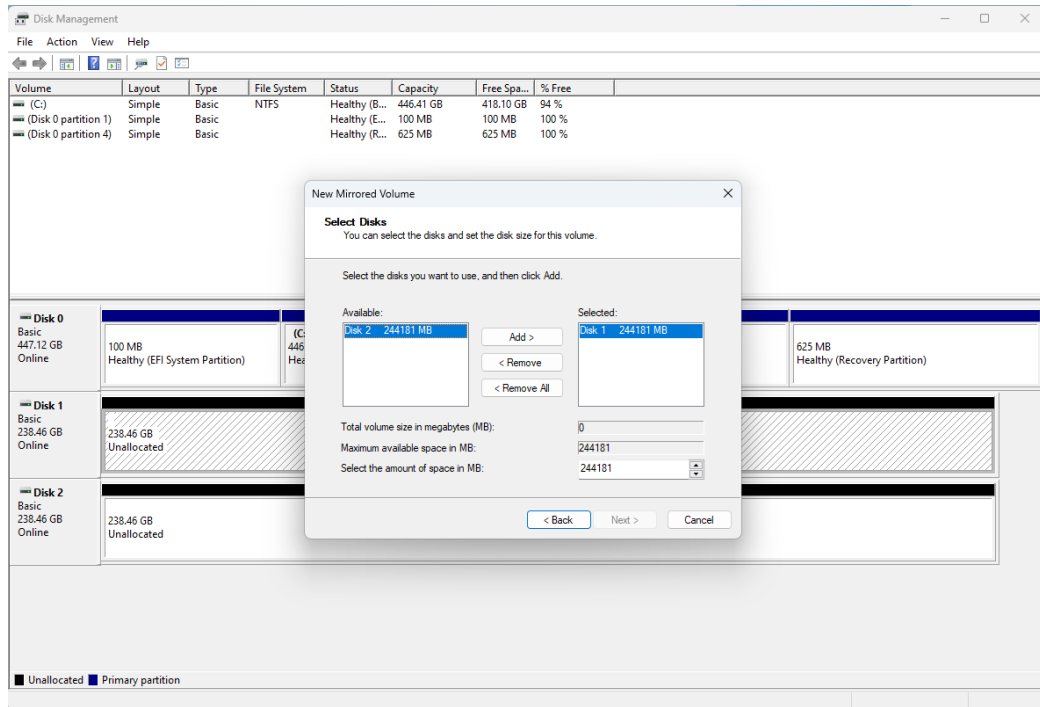 Disk Management
File Action View Help
Volume Layout Type File System Status Capacity Free Spa... % Free
(C:) Simple Basic NTFS Healthy (B... 446.41 GB 418.10 GB 94 %
(Disk 0 partition 1) Simple Basic Healthy (E... 100 MB 100 MB 100 %
(Disk 0 partition 4) Simple Basic Healthy (R... 625 MB 625 MB 100 %
New Mirrored Volume
Select Disks
You can select the disks and set the disk size for this volume.
Select the disks you want to use, and then click Add.
Available: Selected:
Disk 2 244181 MB Add > Disk 1 244181 MB
< Remove
< Remove All
Total volume size in megabytes (MB): 0
Maximum available space in MB: 244181
Select the amount of space in MB: 244181
< Back Next > Cancel
Disk 0
Basic
447.12 GB
Online
100 MB
Healthy (EFI System Partition)
(C:
446
Hea
625 MB
Healthy (Recovery Partition)
Disk 1
Basic
238.46 GB
Online
238.46 GB
Unallocated
Disk 2
Basic
238.46 GB
Online
238.46 GB
Unallocated
Unallocated Primary partition